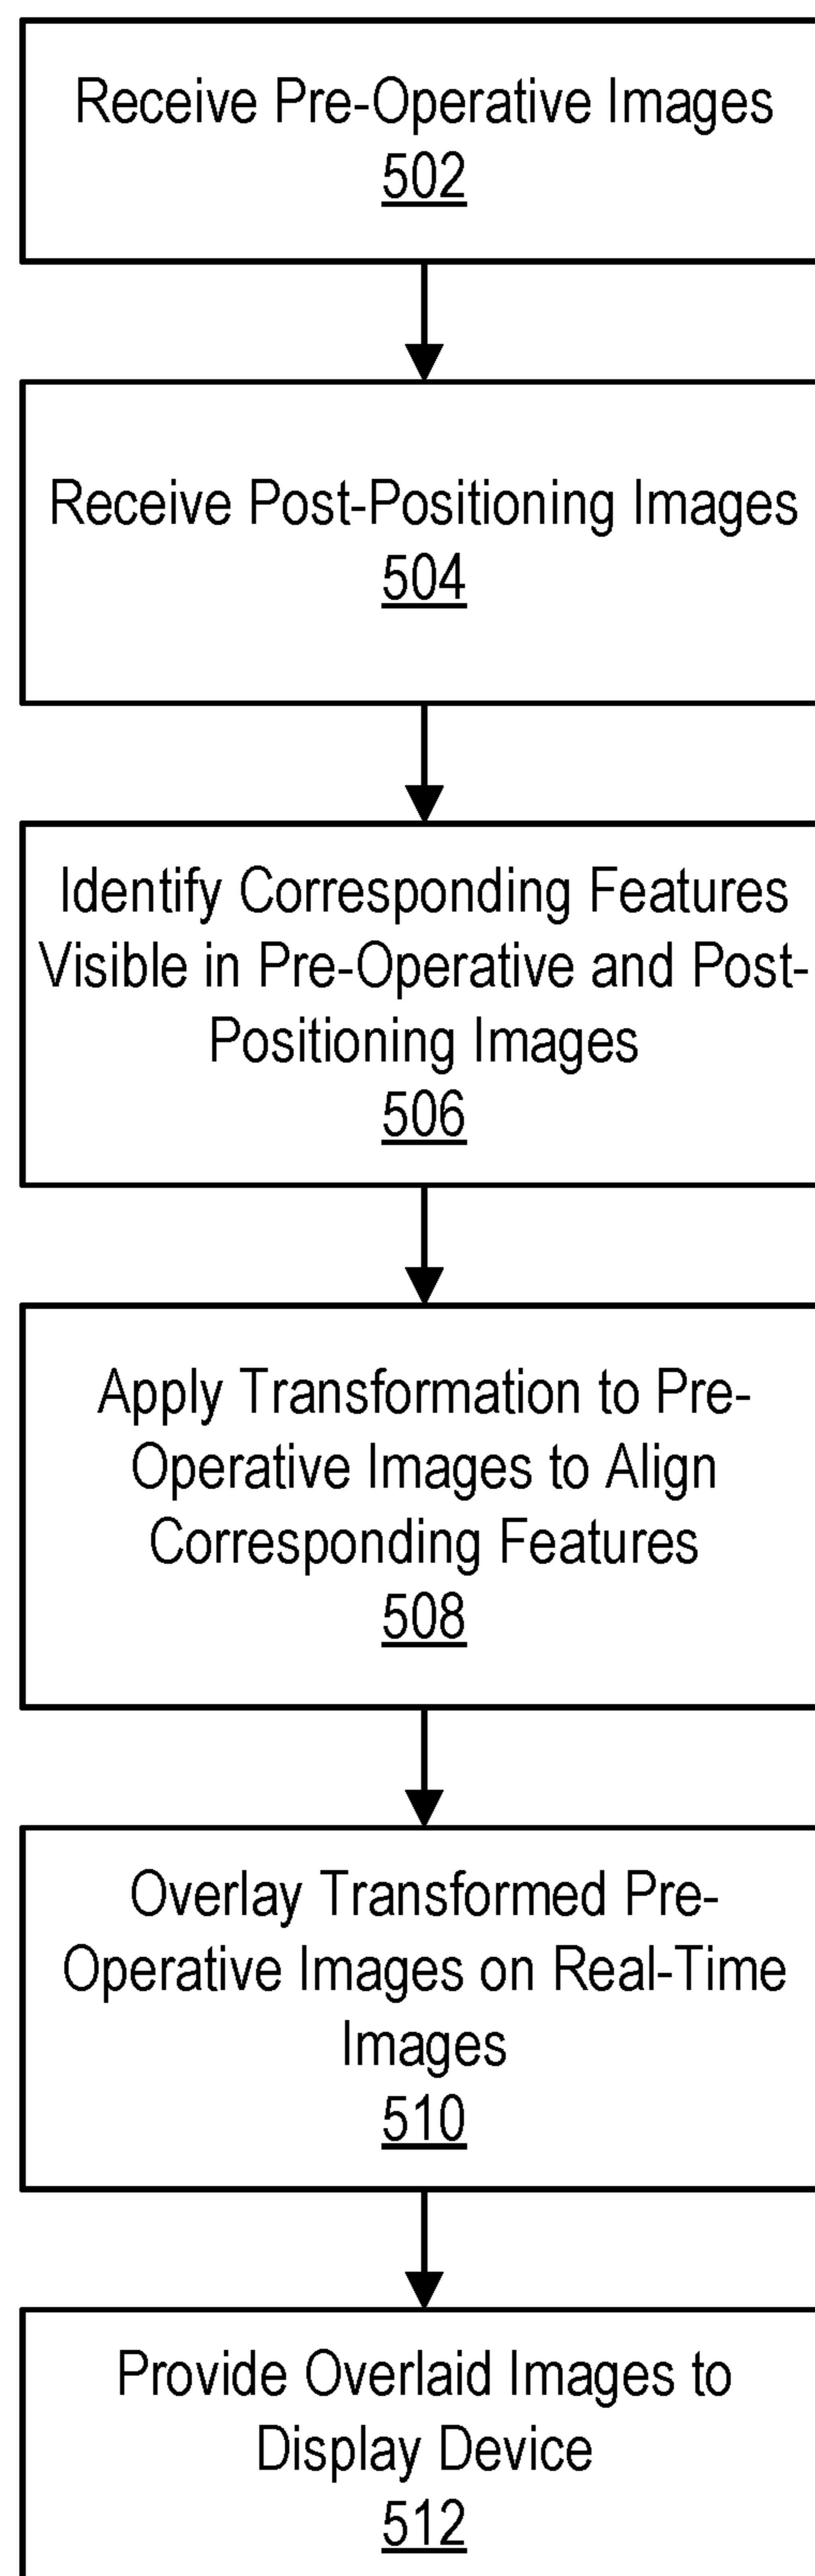 Receive Pre-Operative Images
502
Receive Post-Positioning Images
504
Identify Corresponding Features
Visible in Pre-Operative and Post-
Positioning Images
506
Apply Transformation to Pre-
Operative Images to Align
Corresponding Features
508
Overlay Transformed Pre-
Operative Images on Real-Time
Images
510
Provide Overlaid Images to
Display Device
512